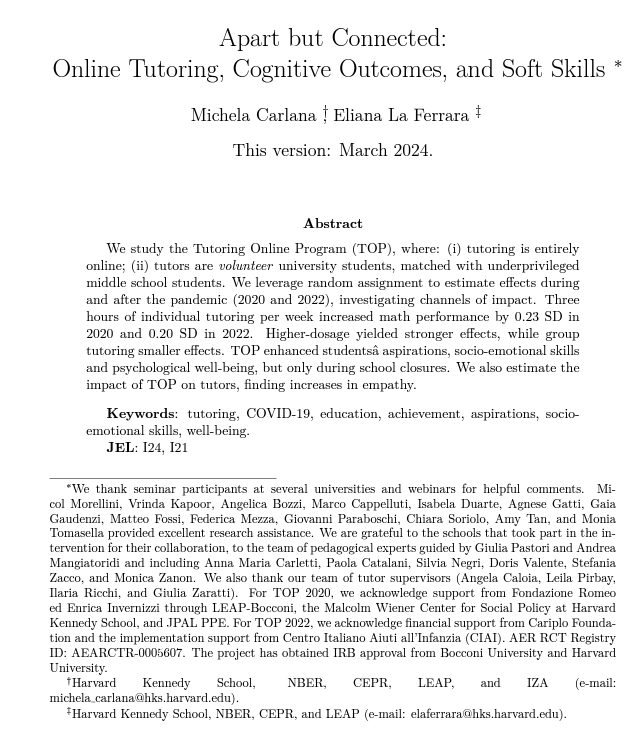 Apart but Connected:
Online Tutoring, Cognitive Outcomes, and Soft Skills *
Michela Carlana †, Eliana La Ferrara ‡
This version: March 2024.
Abstract
We study the Tutoring Online Program (TOP), where: (i) tutoring is entirely
online; (ii) tutors are volunteer university students, matched with underprivileged
middle school students. We leverage random assignment to estimate effects during
and after the pandemic (2020 and 2022), investigating channels of impact. Three
hours of individual tutoring per week increased math performance by 0.23 SD in
2020 and 0.20 SD in 2022. Higher-dosage yielded stronger effects, while group
tutoring smaller effects. TOP enhanced studentsâ aspirations, socio-emotional skills
and psychological well-being, but only during school closures. We also estimate the
impact of TOP on tutors, finding increases in empathy.
Keywords: tutoring, COVID-19, education, achievement, aspirations, socio-
emotional skills, well-being.
JEL: I24, I21
*We thank seminar participants at several universities and webinars for helpful comments. Mi-
col Morellini, Vrinda Kapoor, Angelica Bozzi, Marco Cappelluti, Isabela Duarte, Agnese Gatti, Gaia
Gaudenzi, Matteo Fossi, Federica Mezza, Giovanni Paraboschi, Chiara Soriolo, Amy Tan, and Monia
Tomasella provided excellent research assistance. We are grateful to the schools that took part in the in-
tervention for their collaboration, to the team of pedagogical experts guided by Giulia Pastori and Andrea
Mangiatoridi and including Anna Maria Carletti, Paola Catalani, Silvia Negri, Doris Valente, Stefania
Zacco, and Monica Zanon. We also thank our team of tutor supervisors (Angela Caloia, Leila Pirbay,
Ilaria Ricchi, and Giulia Zaratti). For TOP 2020, we acknowledge support from Fondazione Romeo
ed Enrica Invernizzi through LEAP-Bocconi, the Malcolm Wiener Center for Social Policy at Harvard
Kennedy School, and JPAL PPE. For TOP 2022, we acknowledge financial support from Cariplo Founda-
tion and the implementation support from Centro Italiano Aiuti all'Infanzia (CIAI). AER RCT Registry
ID: AEARCTR-0005607. The project has obtained IRB approval from Bocconi University and Harvard
University.
†Harvard Kennedy School, NBER, CEPR, LEAP, and IZA (e-mail:
michela_carlana@hks.harvard.edu).
‡Harvard Kennedy School, NBER, CEPR, and LEAP (e-mail: elaferrara@hks.harvard.edu).